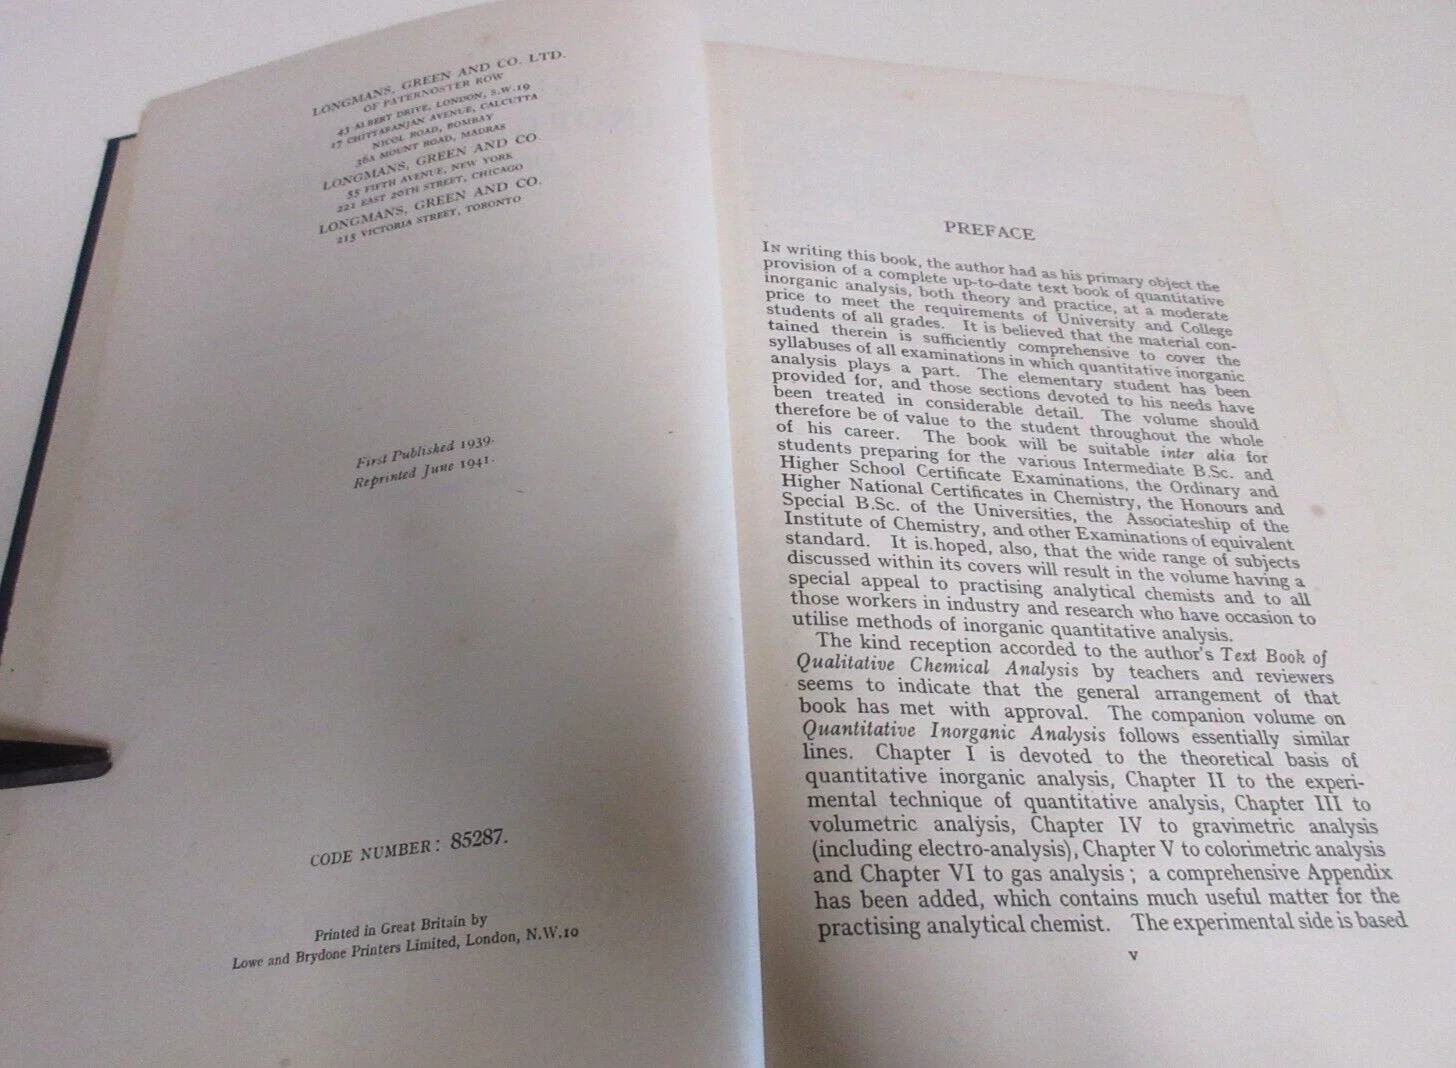 LONGMANS, GREEN AND CO. LTD.
OF PATERNOSTER ROW
43 ALBERT DRIVE, LONDON, S.W.19
17 CHITTARANJAN AVENUE, CALCUTTA
NICOL ROAD, BOMBAY
36A MOUNT ROAD, MADRAS
LONGMANS, GREEN AND CO.
55 FIFTH AVENUE, NEW YORK
221 EAST 20TH STREET, CHICAGO
LONGMANS, GREEN AND CO.
215 VICTORIA STREET, TORONTO
First Published 1939.
Reprinted June 1941.
CODE NUMBER: 85287.
Printed in Great Britain by
Lowe and Brydone Printers Limited, London, N.W.10
PREFACE
IN writing this book, the author had as his primary object the
provision of a complete up-to-date text book of quantitative
inorganic analysis, both theory and practice, at a moderate
price to meet the requirements of University and College
students of all grades. It is believed that the material con-
tained therein is sufficiently comprehensive to cover the
syllabuses of all examinations in which quantitative inorganic
analysis plays a part. The elementary student has been
provided for, and those sections devoted to his needs have
been treated in considerable detail. The volume should
therefore be of value to the student throughout the whole
of his career. The book will be suitable inter alia for
students preparing for the various Intermediate B.Sc. and
Higher School Certificate Examinations, the Ordinary and
Higher National Certificates in Chemistry, the Honours and
Special B.Sc. of the Universities, the Associateship of the
Institute of Chemistry, and other Examinations of equivalent
standard. It is hoped, also, that the wide range of subjects
discussed within its covers will result in the volume having a
special appeal to practising analytical chemists and to all
those workers in industry and research who have occasion to
utilise methods of inorganic quantitative analysis.
The kind reception accorded to the author's Text Book of
Qualitative Chemical Analysis by teachers and reviewers
seems to indicate that the general arrangement of that
book has met with approval. The companion volume on
Quantitative Inorganic Analysis follows essentially similar
lines. Chapter I is devoted to the theoretical basis of
quantitative inorganic analysis, Chapter II to the experi-
mental technique of quantitative analysis, Chapter III to
volumetric analysis, Chapter IV to gravimetric analysis
(including electro-analysis), Chapter V to colorimetric analysis
and Chapter VI to gas analysis; a comprehensive Appendix
has been added, which contains much useful matter for the
practising analytical chemist. The experimental side is based
v